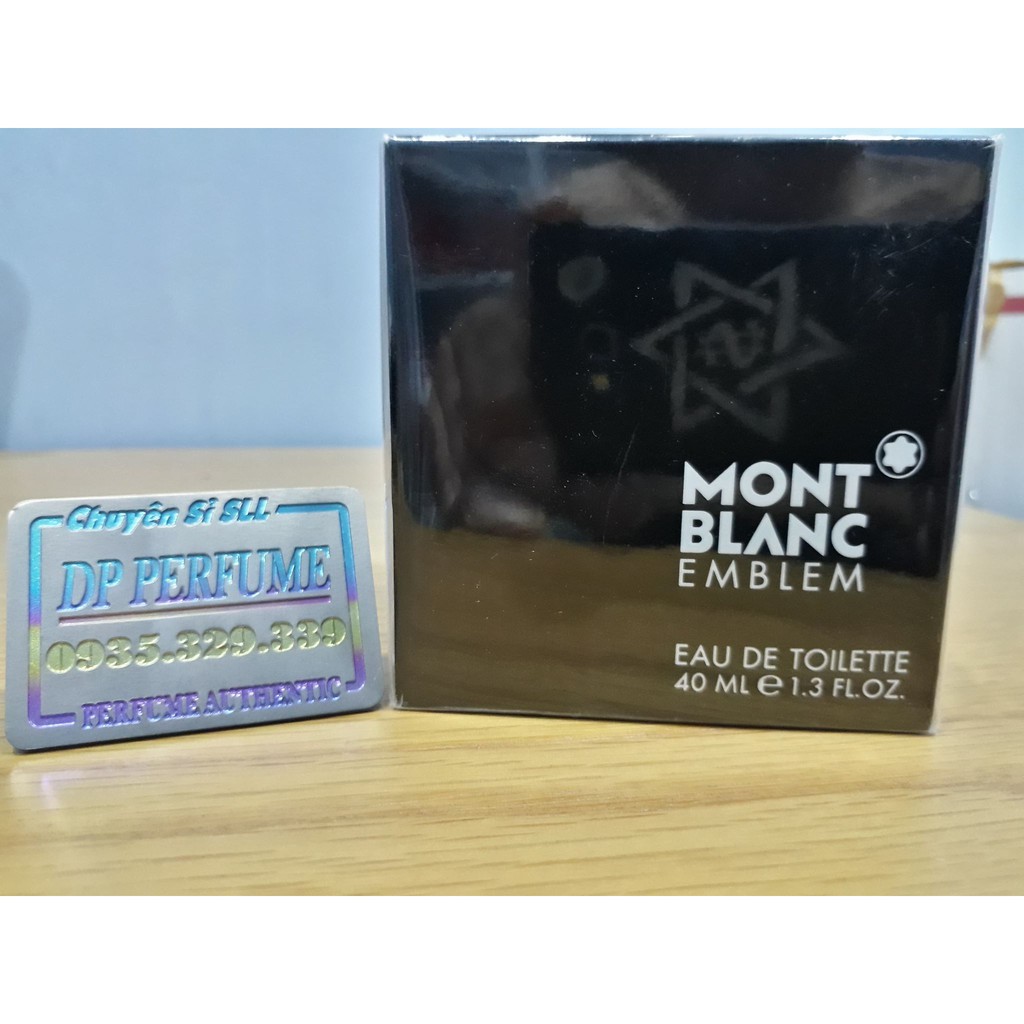 Chuyên Sỉ SLL
DP PERFUME
0935.329.339
PERFUME AUTHENTIC
MONT
BLANC
EMBLEM
EAU DE TOILETTE
40 ML e 1.3 FL.OZ.